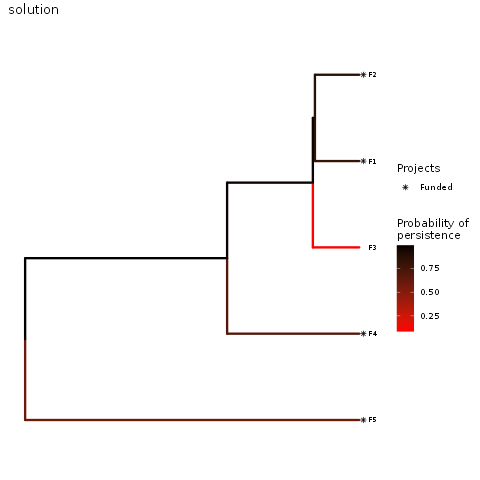 solution
F2
F1
F3
F4
F5
Projects
Funded
Probability of
persistence
0.75
0.50
0.25